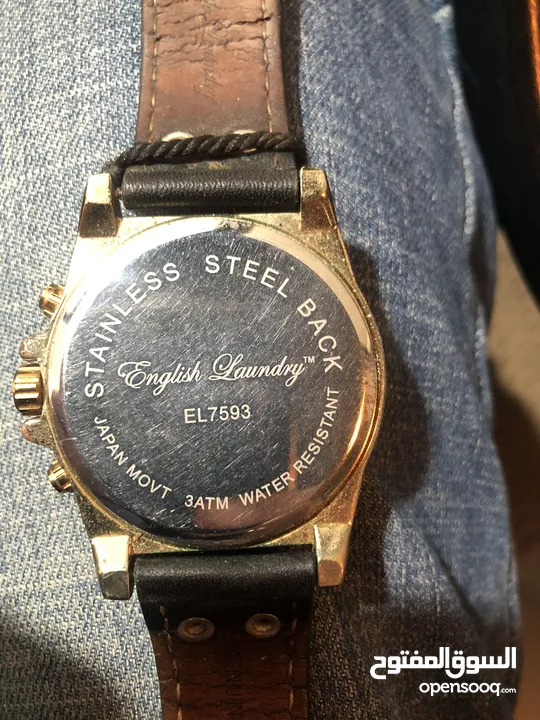 STAINLESS STEEL BACK
English Laundry™
EL7593
JAPAN MOVT 3ATM WATER RESISTANT
السوق المفتوح
opensooq.com